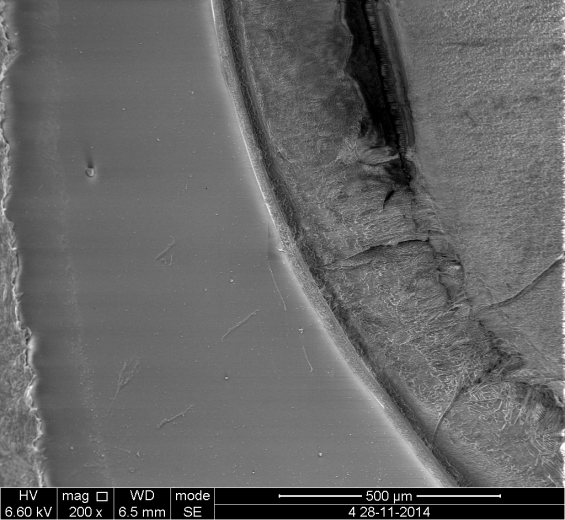 HV mag □ WD mode 500 µm
6.60 kV 200 x 6.5 mm SE 4 28-11-2014